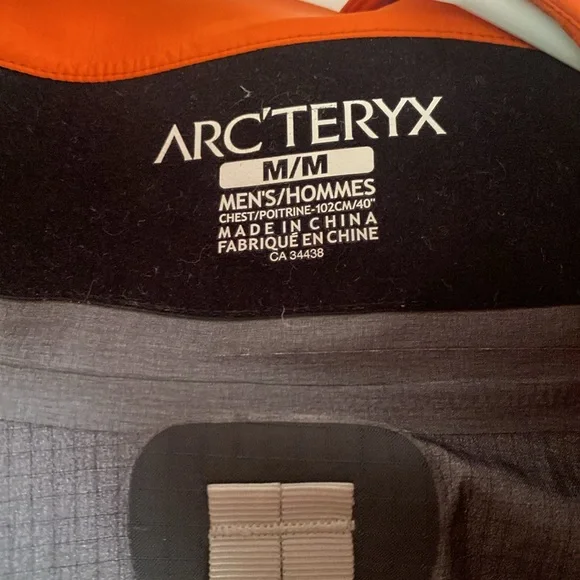 ARC'TERYX
M/M
MEN'S/HOMMES
CHEST/POITRINE-102CM/40"
MADE IN CHINA
FABRIQUÉ EN CHINE
CA 34438